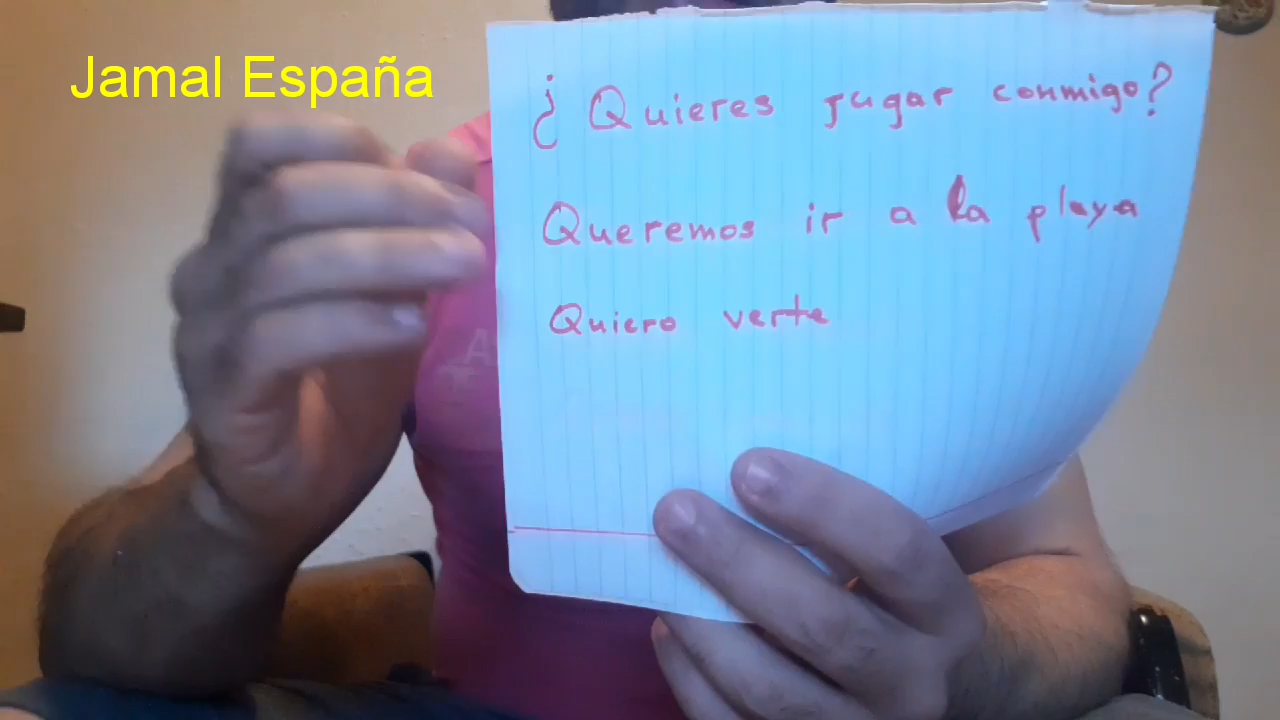 Jamal España
¿Quieres jugar conmigo?
Queremos ir a la playa
Quiero verte